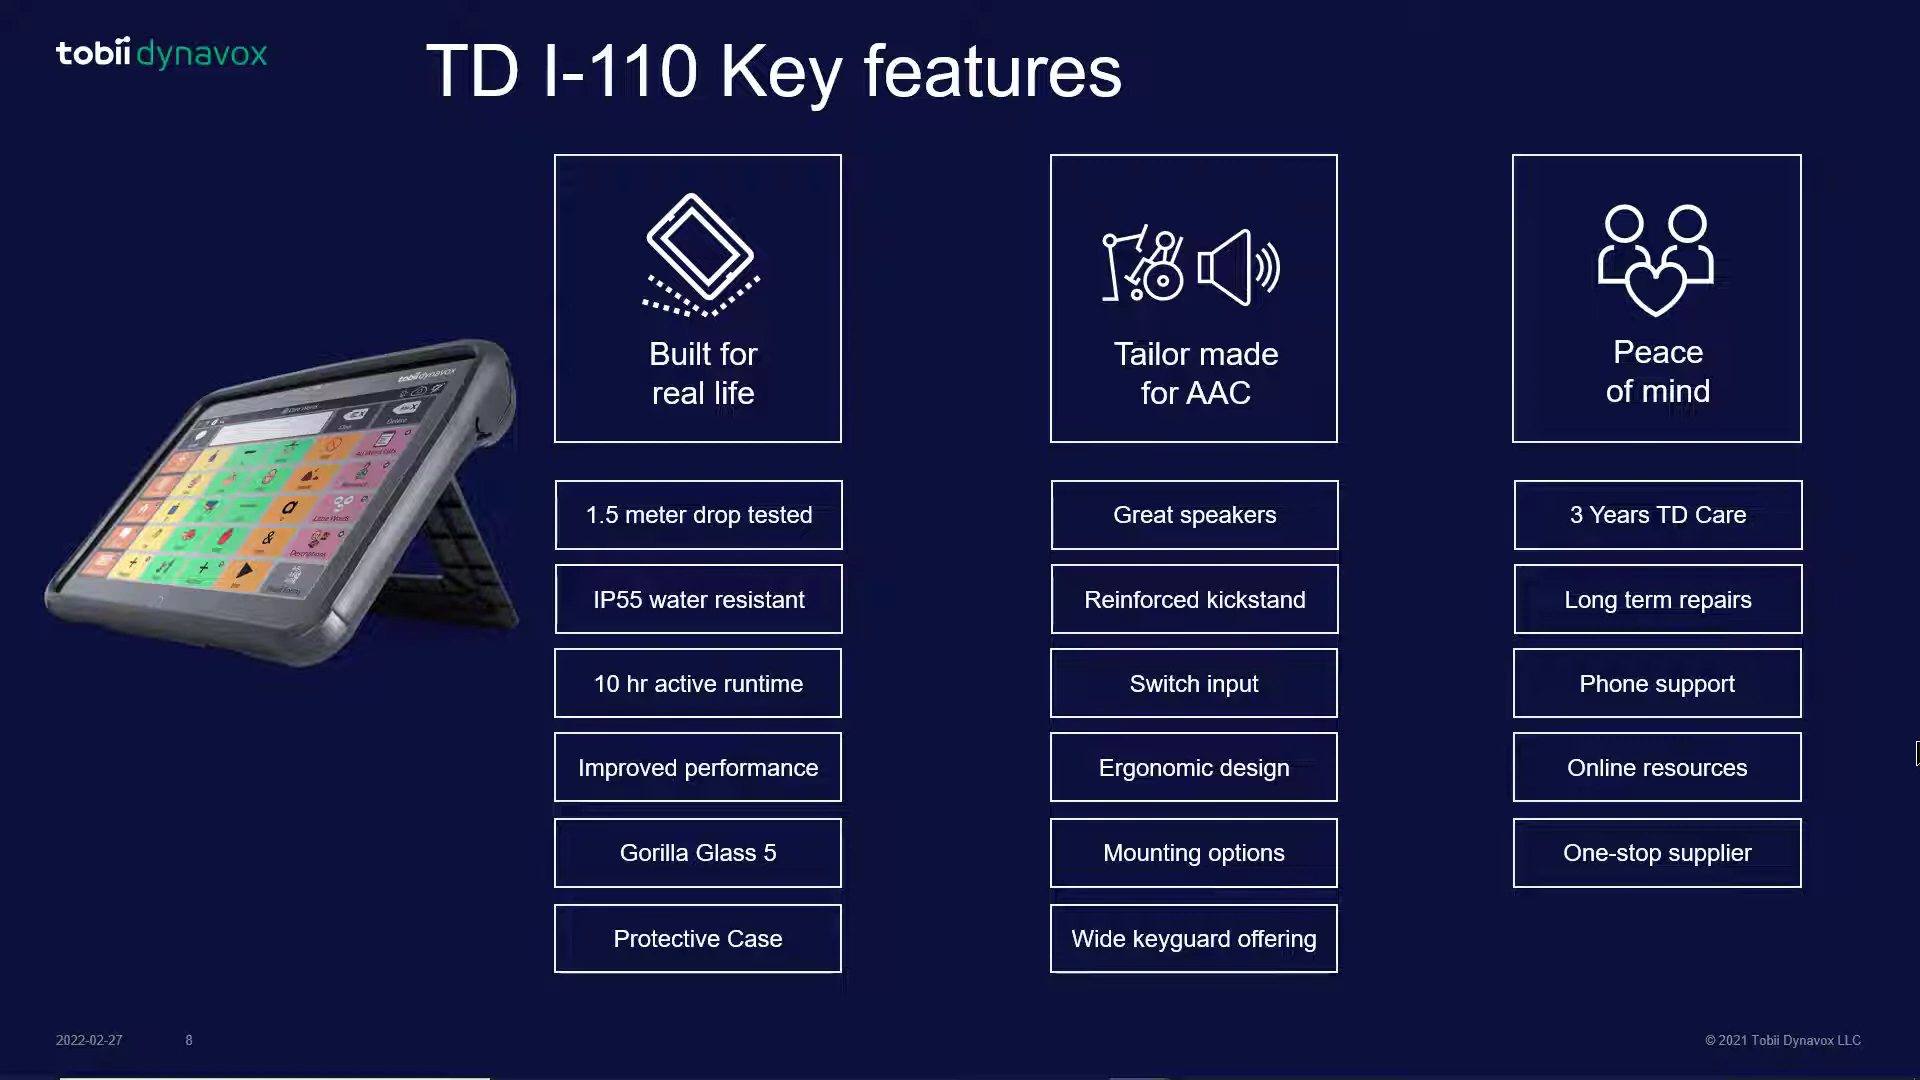 tobii dynavox
TD I-110 Key features
Built for
real life
1.5 meter drop tested
IP55 water resistant
10 hr active runtime
Improved performance
Gorilla Glass 5
Protective Case
Tailor made
for AAC
Great speakers
Reinforced kickstand
Switch input
Ergonomic design
Mounting options
Wide keyguard offering
Peace
of mind
3 Years TD Care
Long term repairs
Phone support
Online resources
One-stop supplier
tobii dynavox
2022-02-27
8
© 2021 Tobii Dynavox LLC